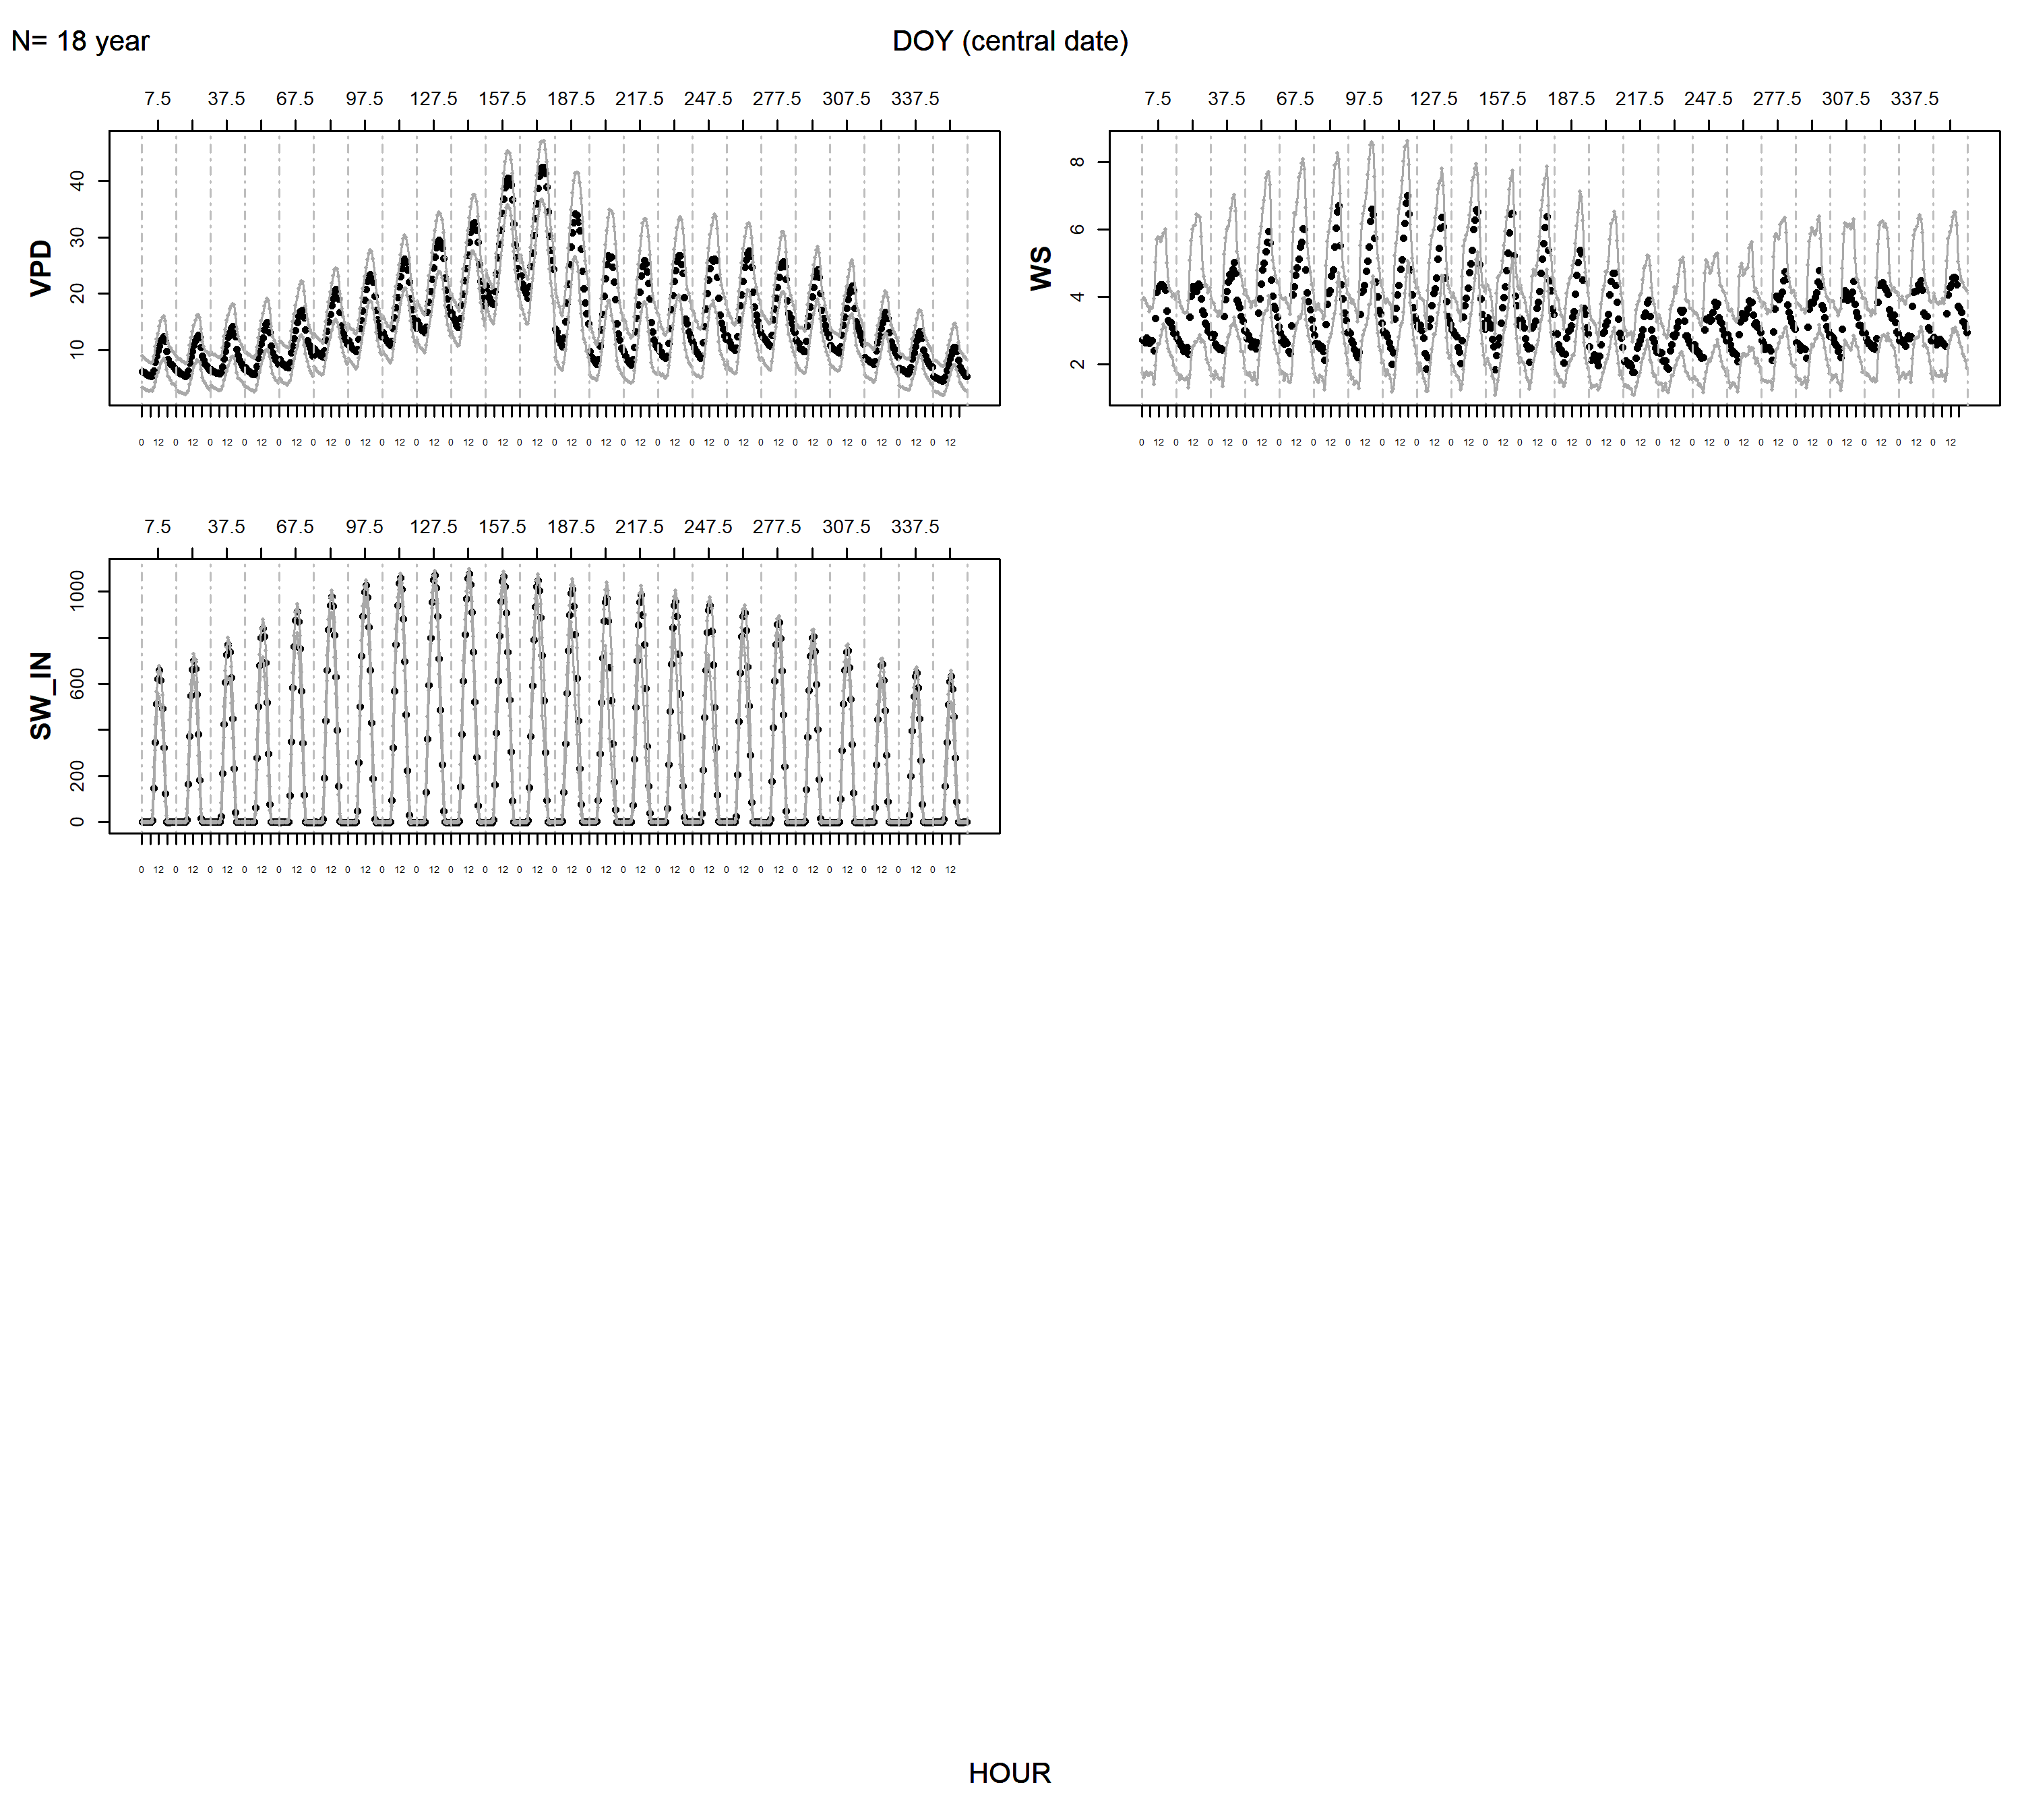 N= 18 year
DOY (central date)
7.5 37.5 67.5 97.5 127.5 157.5 187.5 217.5 247.5 277.5 307.5 337.5
VPD
40
30
20
10
0 12 0 12 0 12 0 12 0 12 0 12 0 12 0 12 0 12 0 12 0 12 0 12 0 12 0 12 0 12 0 12 0 12 0 12 0 12 0 12 0 12 0 12 0 12 0 12
7.5 37.5 67.5 97.5 127.5 157.5 187.5 217.5 247.5 277.5 307.5 337.5
WS
8
6
4
2
0 12 0 12 0 12 0 12 0 12 0 12 0 12 0 12 0 12 0 12 0 12 0 12 0 12 0 12 0 12 0 12 0 12 0 12 0 12 0 12 0 12 0 12 0 12 0 12
7.5 37.5 67.5 97.5 127.5 157.5 187.5 217.5 247.5 277.5 307.5 337.5
SW_IN
1000
600
200
0
0 12 0 12 0 12 0 12 0 12 0 12 0 12 0 12 0 12 0 12 0 12 0 12 0 12 0 12 0 12 0 12 0 12 0 12 0 12 0 12 0 12 0 12 0 12 0 12
HOUR